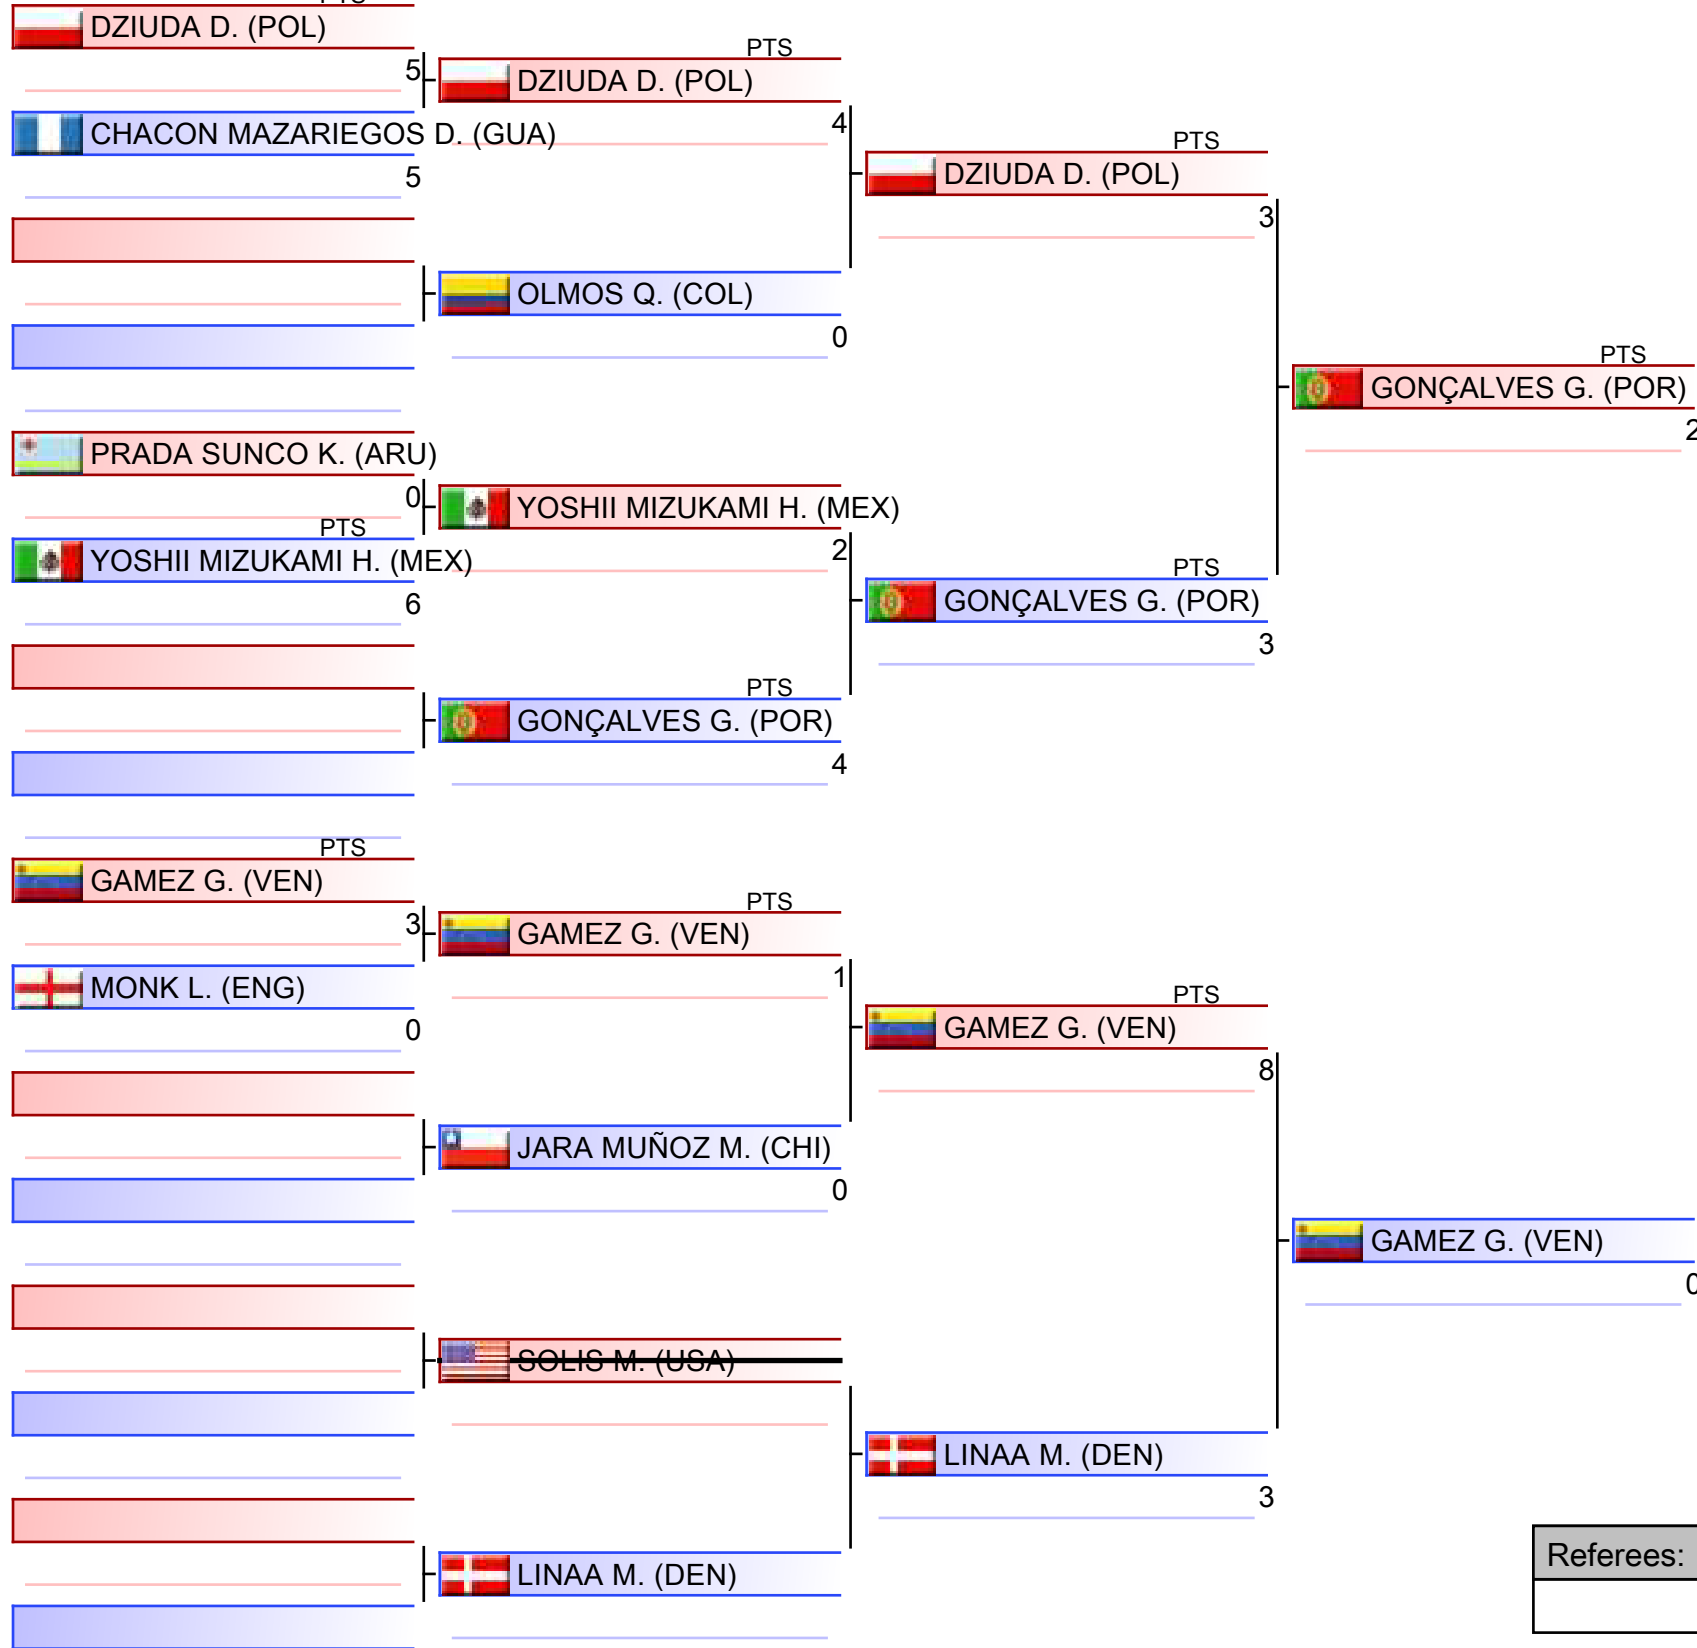 PTS
DZIUDA D. (POL)
5
CHACON MAZARIEGOS D. (GUA)
5
PRADA SUNCO K. (ARU)
0
PTS
YOSHII MIZUKAMI H. (MEX)
6
PTS
GAMEZ G. (VEN)
3
MONK L. (ENG)
0
PTS
DZIUDA D. (POL)
4
OLMOS Q. (COL)
0
YOSHII MIZUKAMI H. (MEX)
2
PTS
GONÇALVES G. (POR)
4
PTS
GAMEZ G. (VEN)
1
JARA MUÑOZ M. (CHI)
0
SOLIS M. (USA)
LINAA M. (DEN)
PTS
DZIUDA D. (POL)
3
PTS
GONÇALVES G. (POR)
3
PTS
GAMEZ G. (VEN)
8
LINAA M. (DEN)
3
PTS
GONÇALVES G. (POR)
2
GAMEZ G. (VEN)
0
Referees: